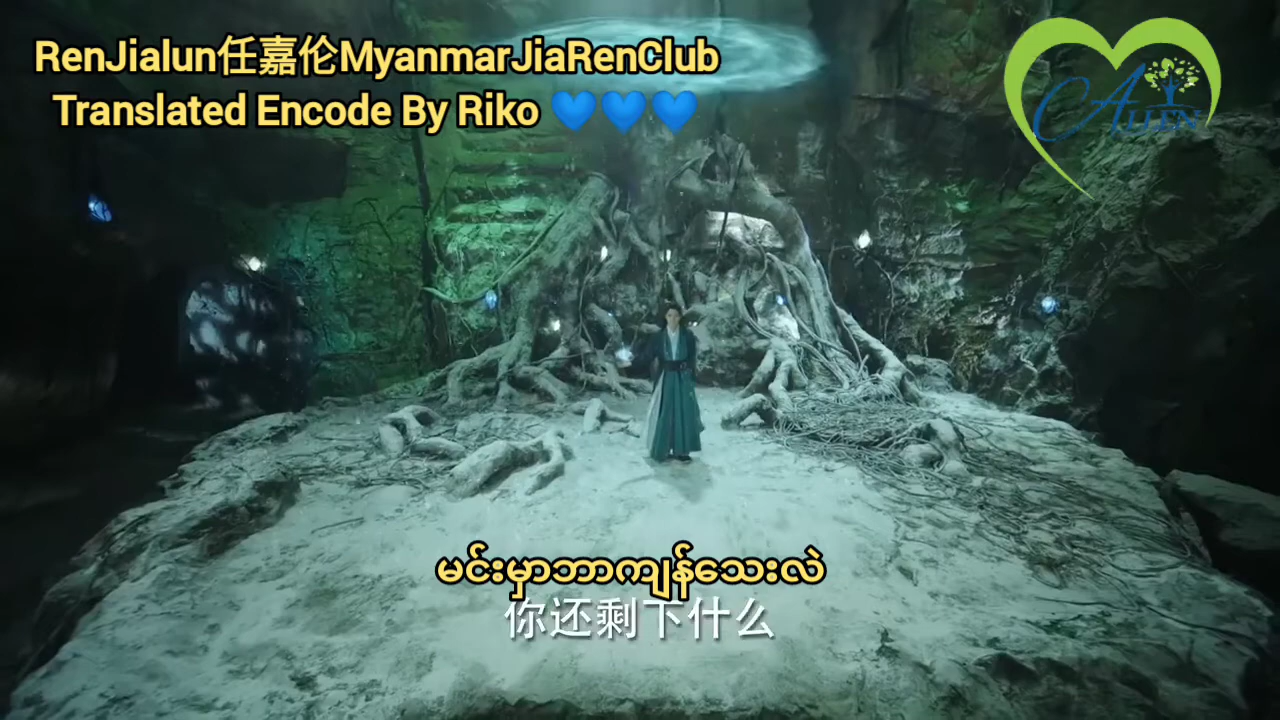 RenJialun任嘉伦MyanmarJiaRenClub
Translated Encode By Riko 💙💙💙
AllEN
မင်းမှာဘာကျန်သေးလဲ
你还剩下什么